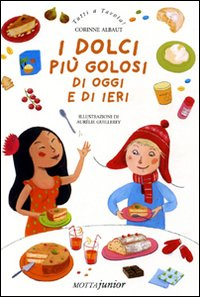 Tutti a Tavola!
CORINNE ALBAUT
I DOLCI
PIÙ GOLOSI
DI OGGI
E DI IERI
ILLUSTRAZIONI DI
AURÉLIE GUILLEREY
MOTTAjunior